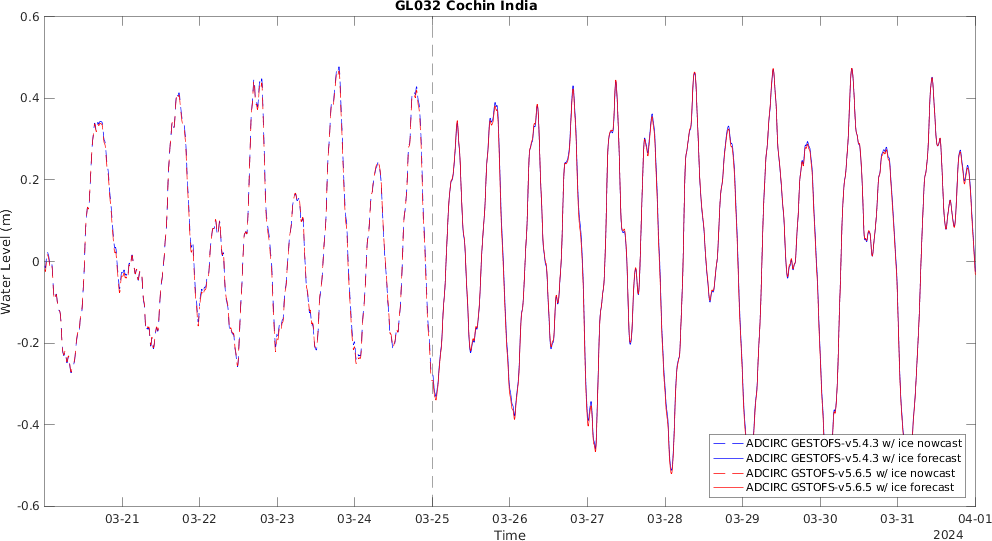 GL032 Cochin India
0.6
0.4
0.2
0
-0.2
-0.4
-0.6
Water Level (m)
ADCIRC GESTOFS-v5.4.3 w/ ice nowcast
ADCIRC GESTOFS-v5.4.3 w/ ice forecast
ADCIRC GSTOFS-v5.6.5 w/ ice nowcast
ADCIRC GSTOFS-v5.6.5 w/ ice forecast
03-21 03-22 03-23 03-24 03-25 03-26 03-27 03-28 03-29 03-30 03-31 04-01
Time
2024